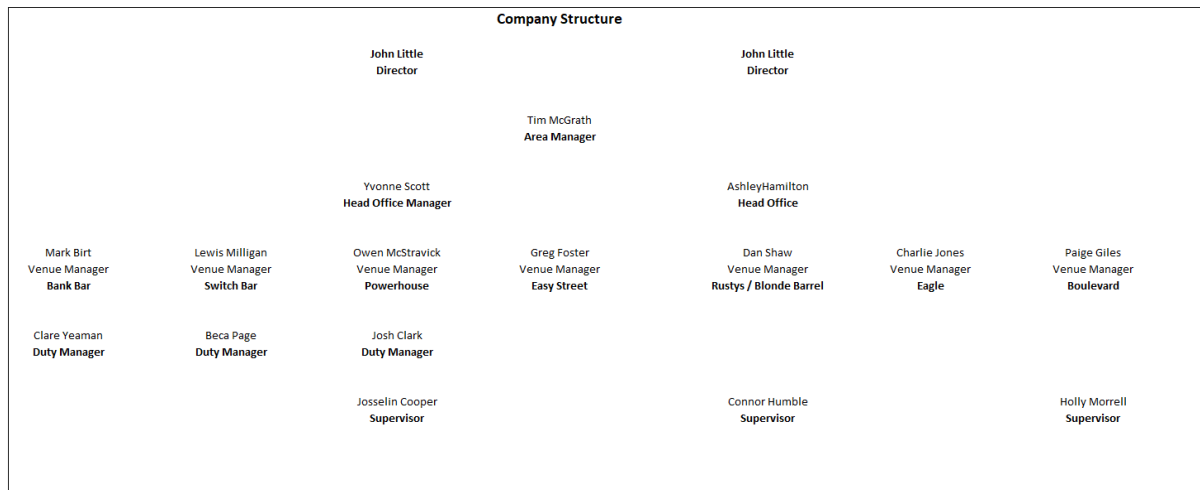 Company Structure
John Little
Director
John Little
Director
Tim McGrath
Area Manager
Yvonne Scott
Head Office Manager
AshleyHamilton
Head Office
Mark Birt
Venue Manager
Bank Bar
Lewis Milligan
Venue Manager
Switch Bar
Owen McStravick
Venue Manager
Powerhouse
Greg Foster
Venue Manager
Easy Street
Dan Shaw
Venue Manager
Rustys / Blonde Barrel
Charlie Jones
Venue Manager
Eagle
Paige Giles
Venue Manager
Boulevard
Clare Yeaman
Duty Manager
Beca Page
Duty Manager
Josh Clark
Duty Manager
Josselin Cooper
Supervisor
Connor Humble
Supervisor
Holly Morrell
Supervisor